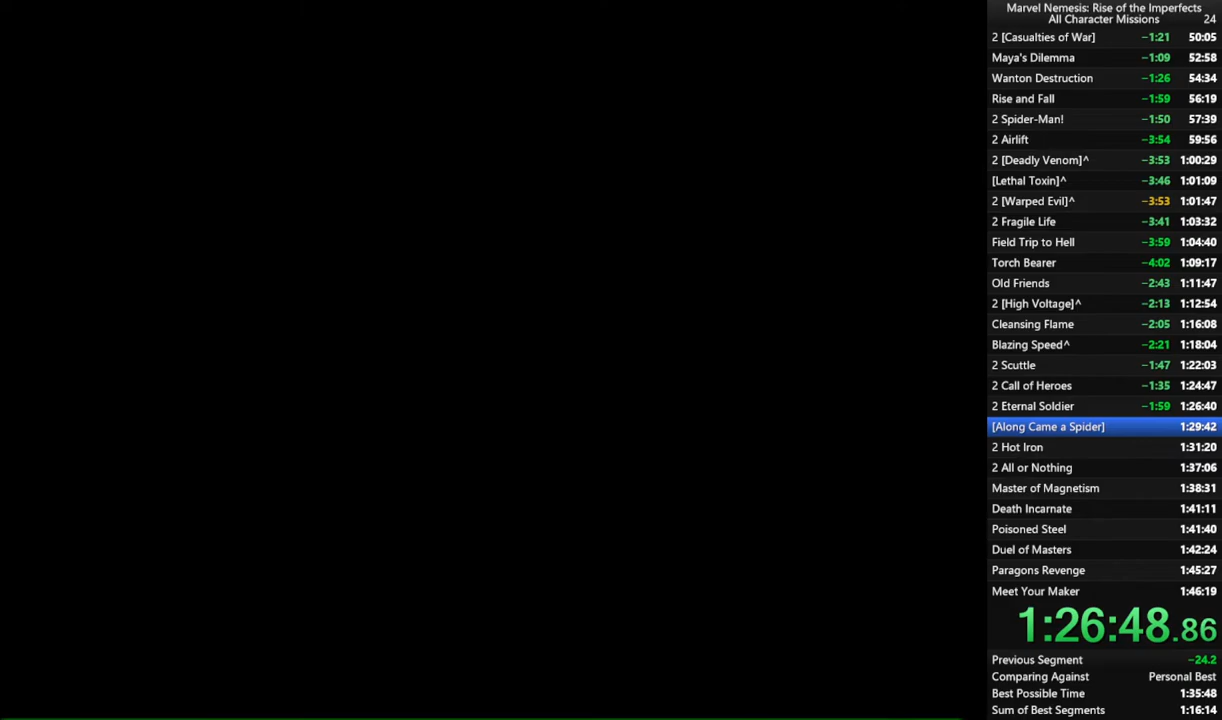 Marvel Nemesis: Rise of the Imperfects
All Character Missions 24
2 [Casualties of War] −1:21 50:05
Maya's Dilemma −1:09 52:58
Wanton Destruction −1:26 54:34
Rise and Fall −1:59 56:19
2 Spider-Man! −1:50 57:39
2 Airlift −3:54 59:56
2 [Deadly Venom]^ −3:53 1:00:29
[Lethal Toxin]^ −3:46 1:01:09
2 [Warped Evil]^ −3:53 1:01:47
2 Fragile Life −3:41 1:03:32
Field Trip to Hell −3:59 1:04:40
Torch Bearer −4:02 1:09:17
Old Friends −2:43 1:11:47
2 [High Voltage]^ −2:13 1:12:54
Cleansing Flame −2:05 1:16:08
Blazing Speed^ −2:21 1:18:04
2 Scuttle −1:47 1:22:03
2 Call of Heroes −1:35 1:24:47
2 Eternal Soldier −1:59 1:26:40
[Along Came a Spider] 1:29:42
2 Hot Iron 1:31:20
2 All or Nothing 1:37:06
Master of Magnetism 1:38:31
Death Incarnate 1:41:11
Poisoned Steel 1:41:40
Duel of Masters 1:42:24
Paragons Revenge 1:45:27
Meet Your Maker 1:46:19
1:26:48.86
Previous Segment −24.2
Comparing Against Personal Best
Best Possible Time 1:35:48
Sum of Best Segments 1:16:14